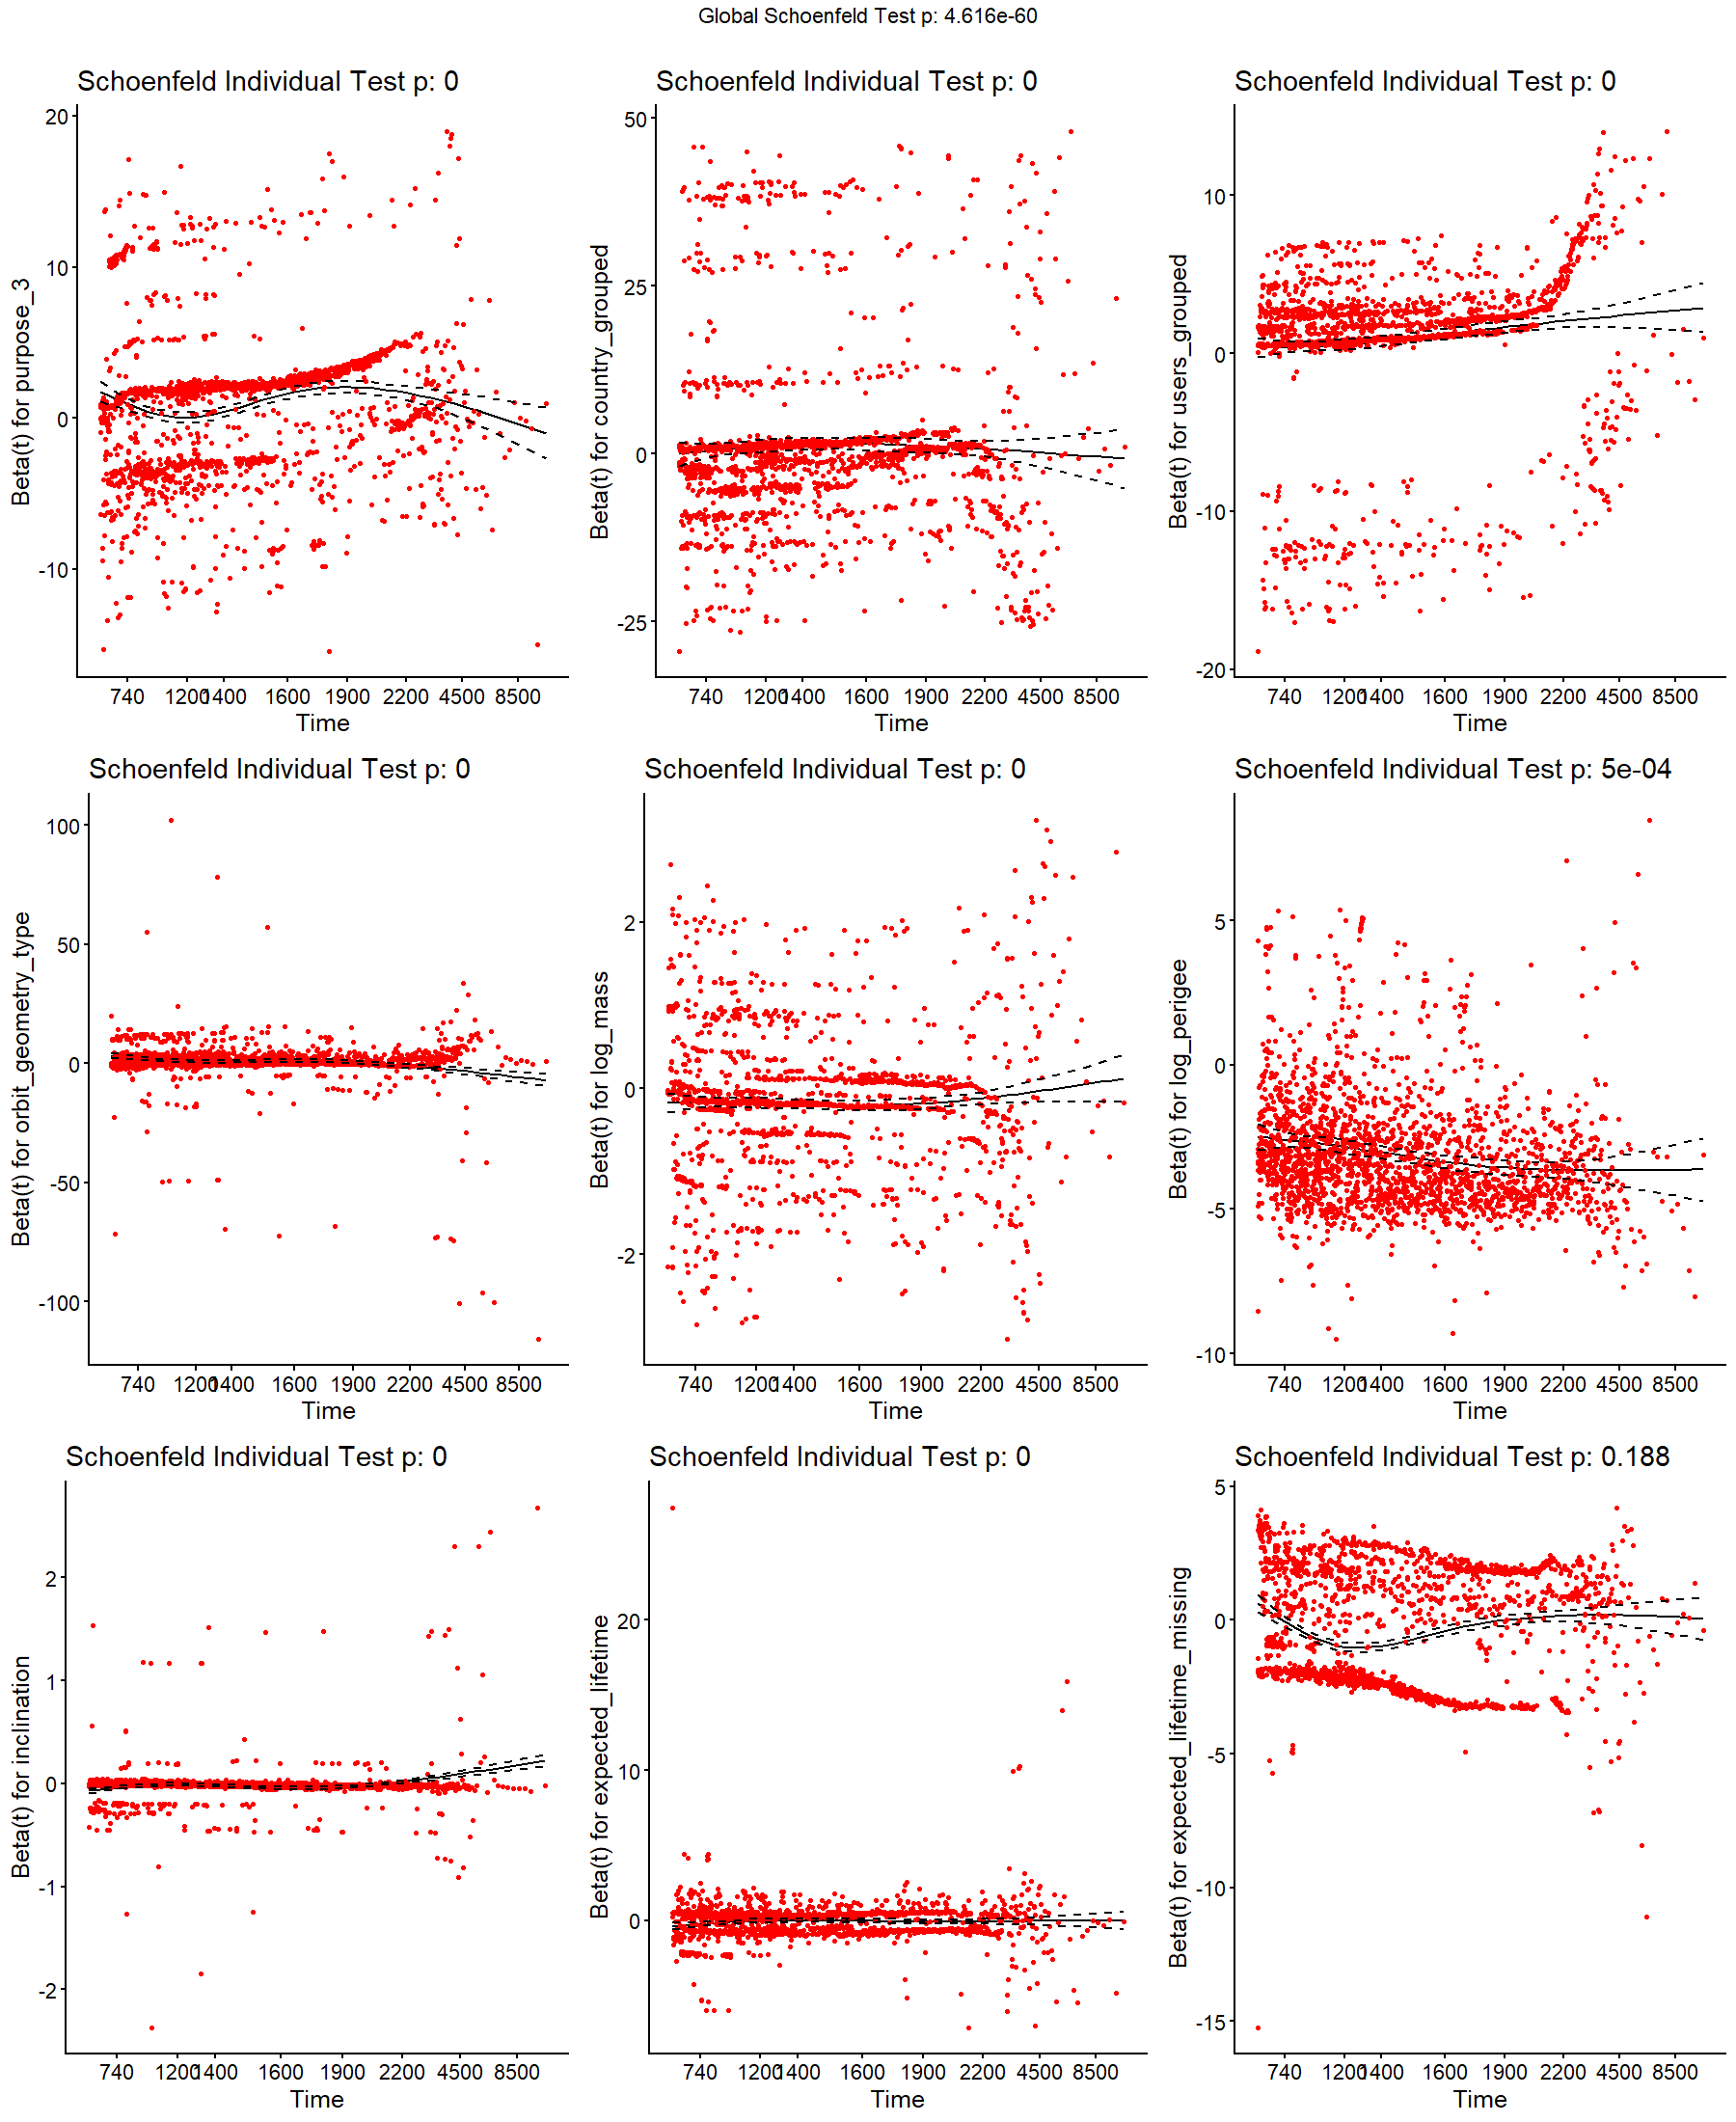 Global Schoenfeld Test p: 4.616e-60
Schoenfeld Individual Test p: 0
Beta(t) for purpose_3
20
10
0
-10
740 1200 1400 1600 1900 2200 4500 8500
Time
Schoenfeld Individual Test p: 0
Beta(t) for country_grouped
50
25
0
-25
740 1200 1400 1600 1900 2200 4500 8500
Time
Schoenfeld Individual Test p: 0
Beta(t) for users_grouped
10
0
-10
-20
740 1200 1400 1600 1900 2200 4500 8500
Time
Schoenfeld Individual Test p: 0
Beta(t) for orbit_geometry_type
100
50
0
-50
-100
740 1200 1400 1600 1900 2200 4500 8500
Time
Schoenfeld Individual Test p: 0
Beta(t) for log_mass
2
0
-2
740 1200 1400 1600 1900 2200 4500 8500
Time
Schoenfeld Individual Test p: 5e-04
Beta(t) for log_perigee
5
0
-5
-10
740 1200 1400 1600 1900 2200 4500 8500
Time
Schoenfeld Individual Test p: 0
Beta(t) for inclination
2
1
0
-1
-2
740 1200 1400 1600 1900 2200 4500 8500
Time
Schoenfeld Individual Test p: 0
Beta(t) for expected_lifetime
20
10
0
740 1200 1400 1600 1900 2200 4500 8500
Time
Schoenfeld Individual Test p: 0.188
Beta(t) for expected_lifetime_missing
5
0
-5
-10
-15
740 1200 1400 1600 1900 2200 4500 8500
Time